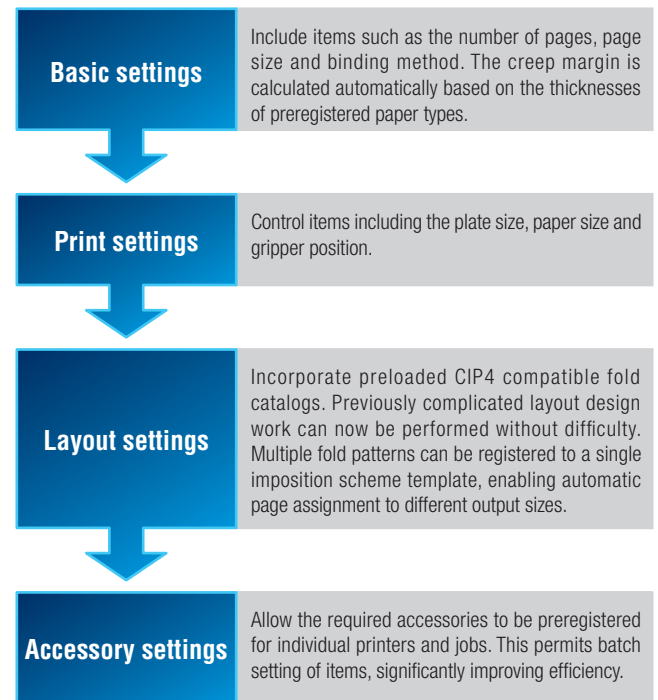 Basic settings
Include items such as the number of pages, page
size and binding method. The creep margin is
calculated automatically based on the thicknesses
of preregistered paper types.
Print settings
Control items including the plate size, paper size and
gripper position.
Layout settings
Incorporate preloaded CIP4 compatible fold
catalogs. Previously complicated layout design
work can now be performed without difficulty.
Multiple fold patterns can be registered to a single
imposition scheme template, enabling automatic
page assignment to different output sizes.
Accessory settings
Allow the required accessories to be preregistered
for individual printers and jobs. This permits batch
setting of items, significantly improving efficiency.